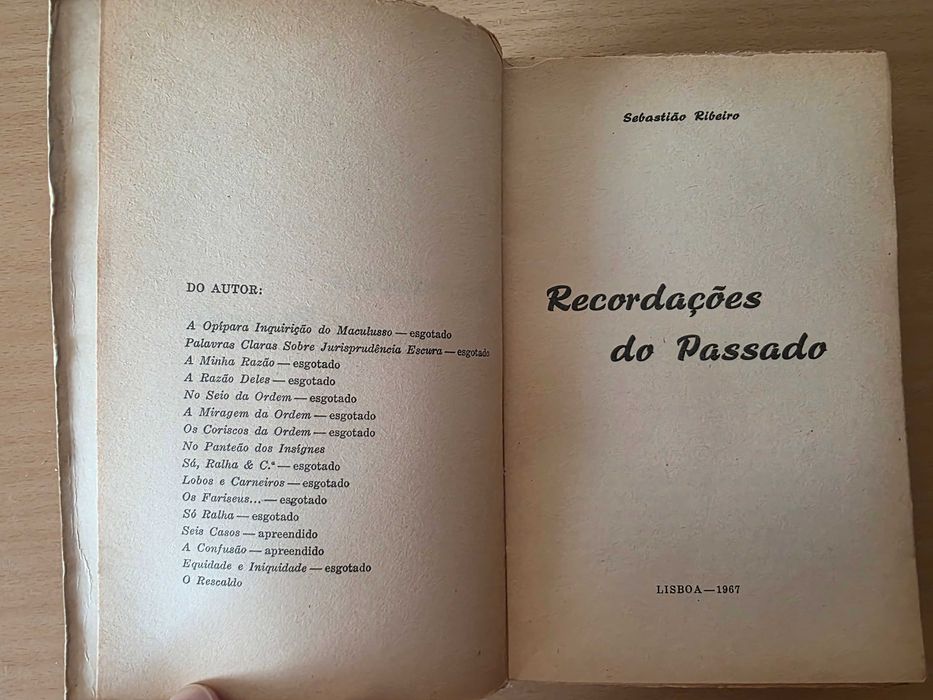 DO AUTOR:
A Opípara Inquirição do Maculusso — esgotado
Palavras Claras Sobre Jurisprudência Escura — esgotado
A Minha Razão — esgotado
A Razão Deles — esgotado
No Seio da Ordem — esgotado
A Miragem da Ordem — esgotado
Os Coriscos da Ordem — esgotado
No Panteão dos Insígnes
Sá, Ralha & C.ª — esgotado
Lobos e Carneiros — esgotado
Os Fariseus... — esgotado
Só Ralha — esgotado
Seis Casos — apreendido
A Confusão — apreendido
Equidade e Iniquidade — esgotado
O Rescaldo
Sebastião Ribeiro
Recordações
do Passado
LISBOA — 1967